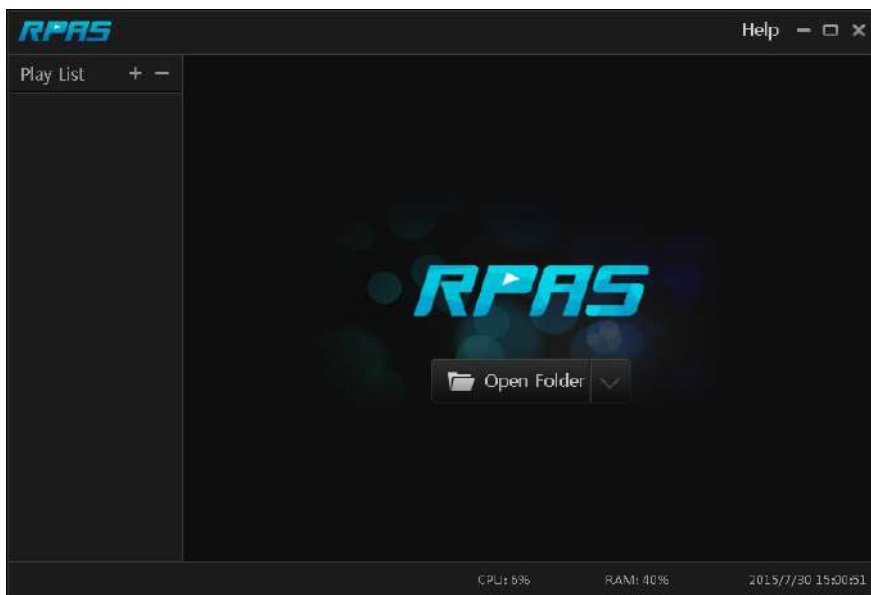 RPAS
Help
Play List + −
RPAS
Open Folder
CPU: 6% RAM: 40% 2015/7/30 15:00:51